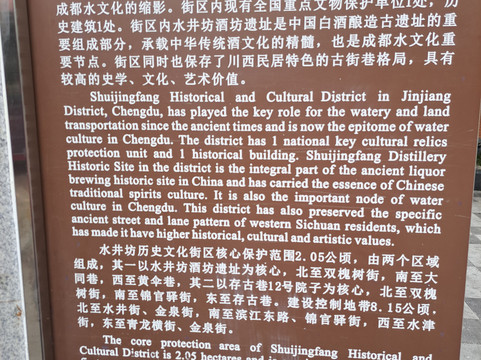 成都水文化的缩影。街区内现有全国重点文物保护单位1处，历
史建筑1处。街区内水井坊酒坊遗址是中国白酒酿造古遗址的重
要组成部分，承载中华传统酒文化的精髓，也是成都水文化重
要节点。街区同时也保存了川西民居特色的古街巷格局，具有
较高的史学、文化、艺术价值。
Shuijingfang Historical and Cultural District in Jinjiang
District, Chengdu, has played the key role for the watery and land
transportation since the ancient times and is now the epitome of water
culture in Chengdu. The district has 1 national key cultural relics
protection unit and 1 historical building. Shuijingfang Distillery
Historic Site in the district is the integral part of the ancient liquor
brewing historic site in China and has carried the essence of Chinese
traditional spirits culture. It is also the important node of water
culture in Chengdu. This district has also preserved the specific
ancient street and lane pattern of western Sichuan residents, which
has made it have higher historical, cultural and artistic values.
水井坊历史文化街区核心保护范围2.05公顷，由两个区域
组成，其一以水井坊酒坊遗址为核心，北至双槐树街，南至大
同巷，西至黄伞巷，其二以存古巷12号院子为核心，北至双槐
树街，南至锦官驿街，东至存古巷。建设控制地带8.15公顷，
北至水井街、金泉街，南至滨江东路、锦官驿街，西至水津
街，东至青龙横街、金泉街。
The core protection area of Shuijingfang Historical and
Cultural District is 2.05 hectares and is